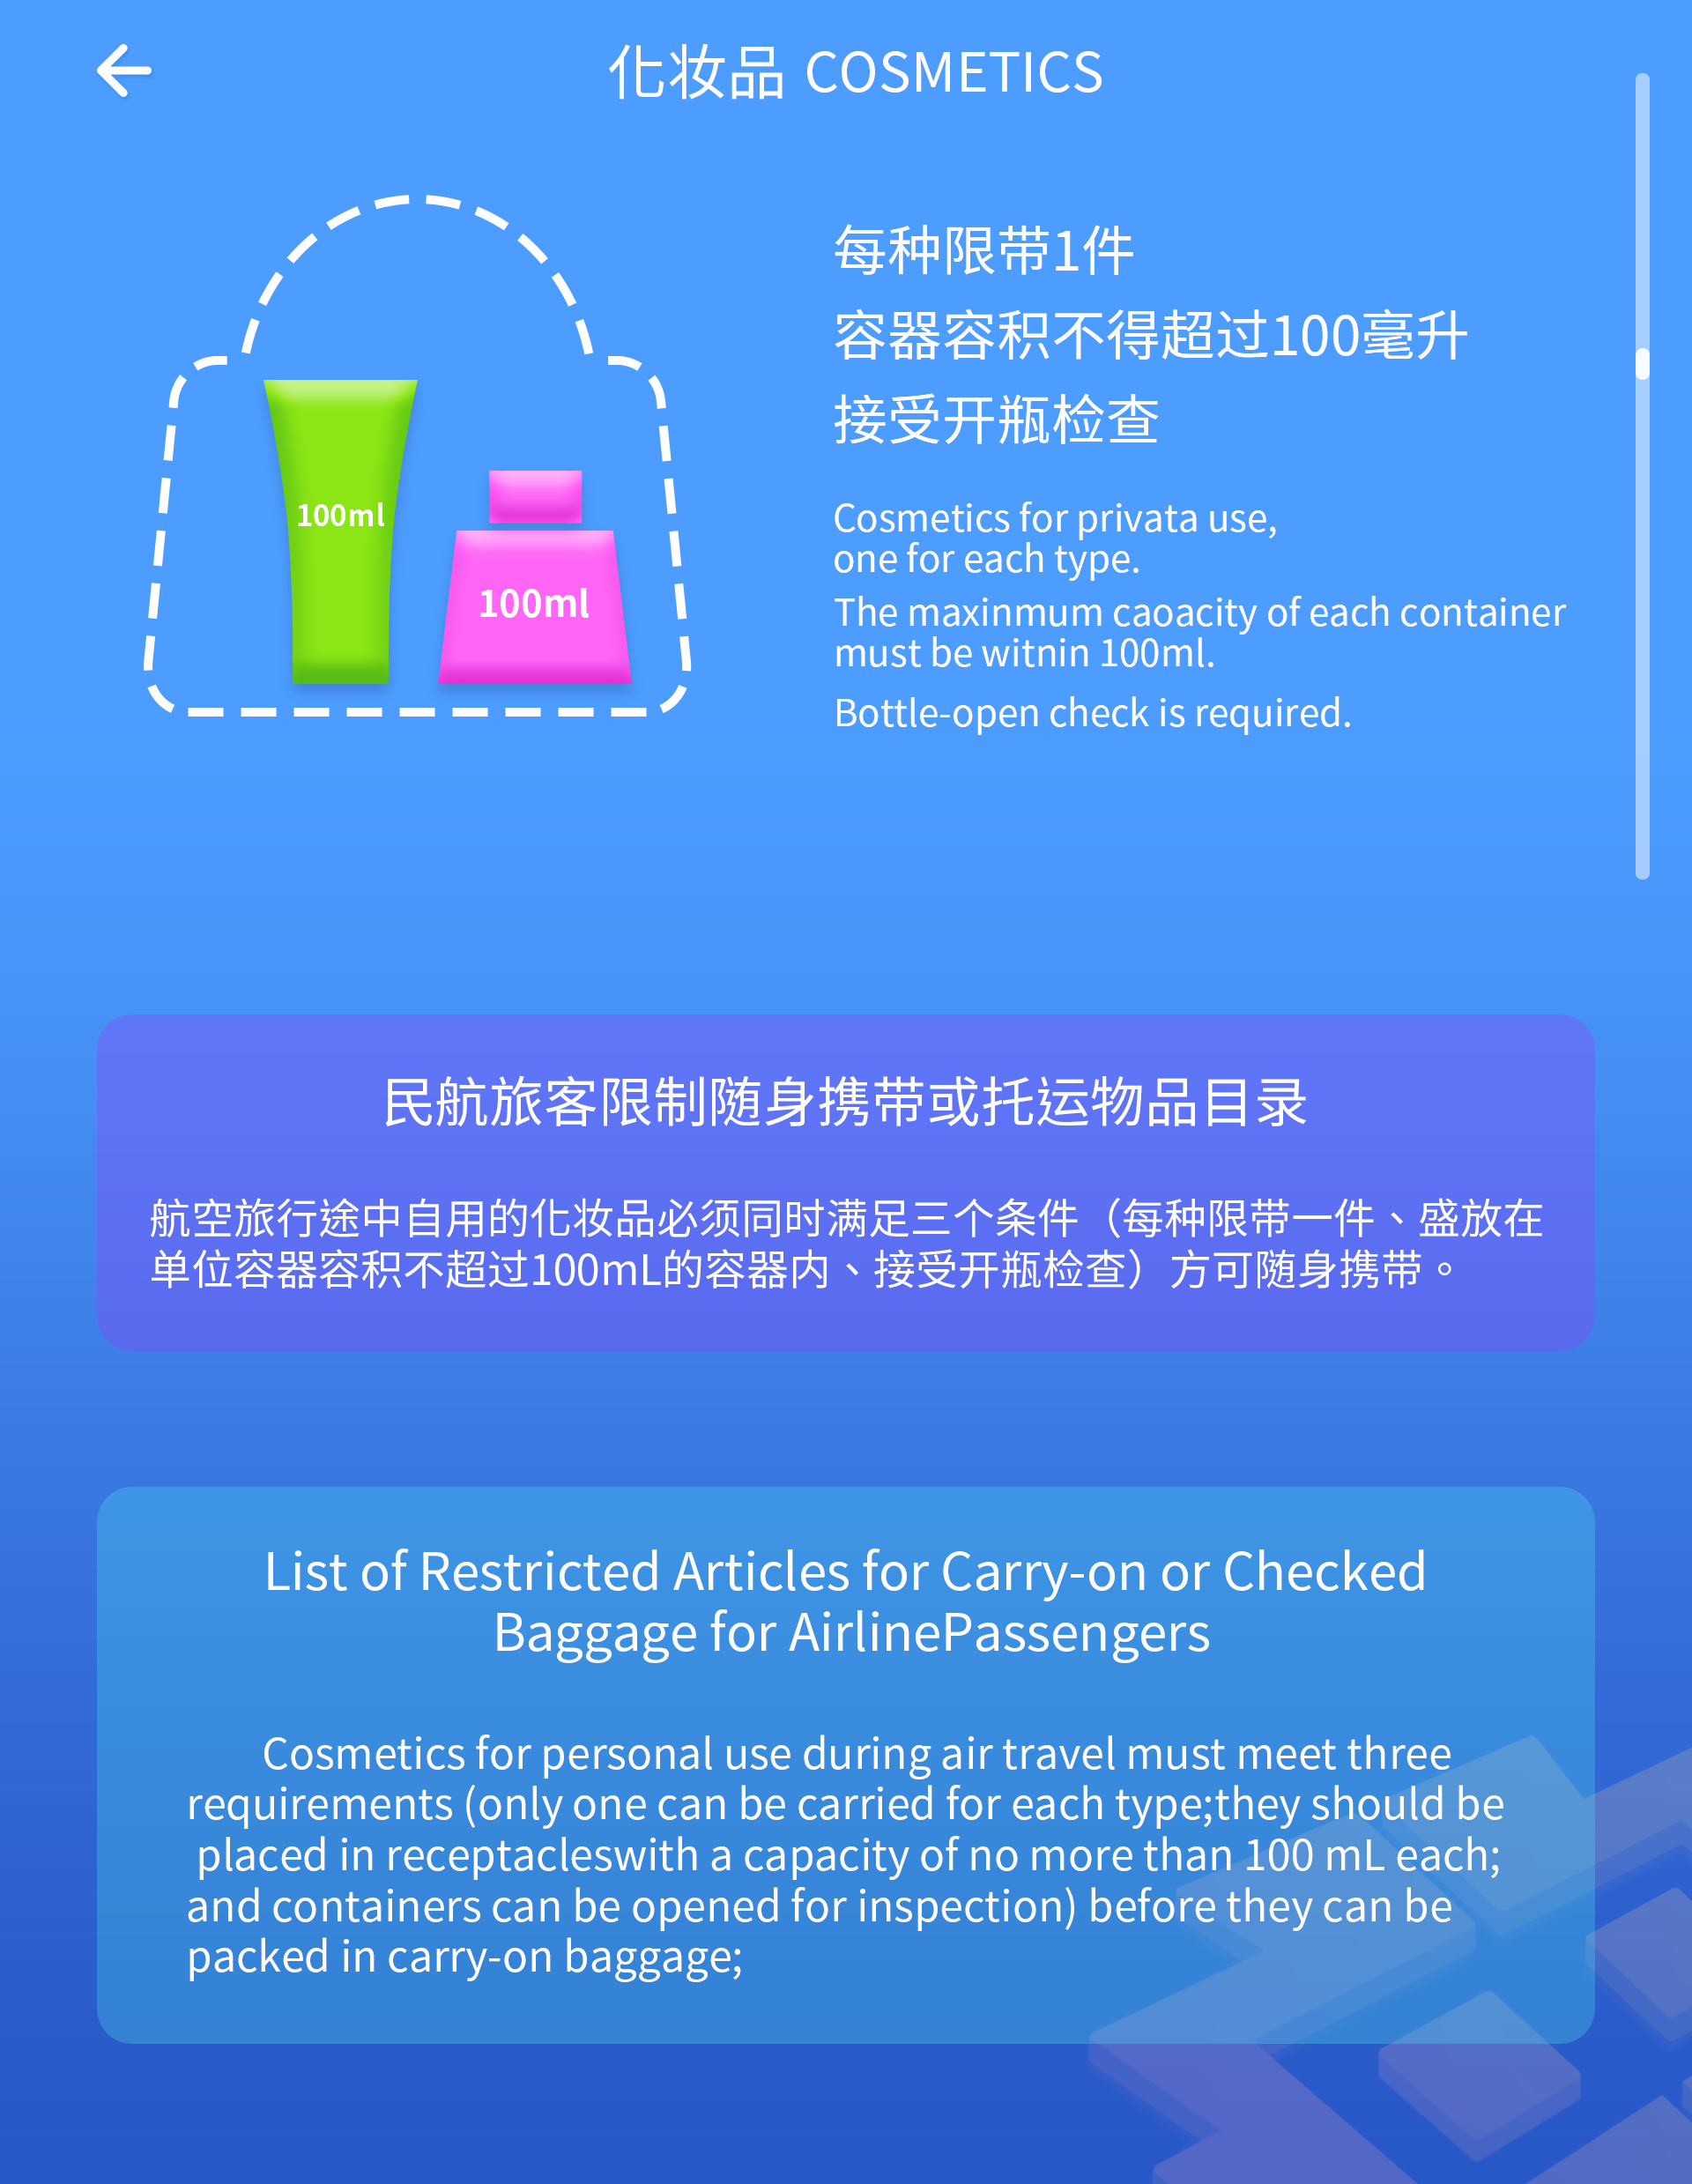 化妆品 COSMETICS
每种限带1件
容器容积不得超过100毫升
接受开瓶检查
100ml
100ml
Cosmetics for privata use,
one for each type.
The maxinmum caoacity of each container
must be witnin 100ml.
Bottle-open check is required.
民航旅客限制随身携带或托运物品目录
航空旅行途中自用的化妆品必须同时满足三个条件（每种限带一件、盛放在
单位容器容积不超过100mL的容器内、接受开瓶检查）方可随身携带。
List of Restricted Articles for Carry-on or Checked
Baggage for AirlinePassengers
Cosmetics for personal use during air travel must meet three
requirements (only one can be carried for each type;they should be
placed in receptacleswith a capacity of no more than 100 mL each;
and containers can be opened for inspection) before they can be
packed in carry-on baggage;